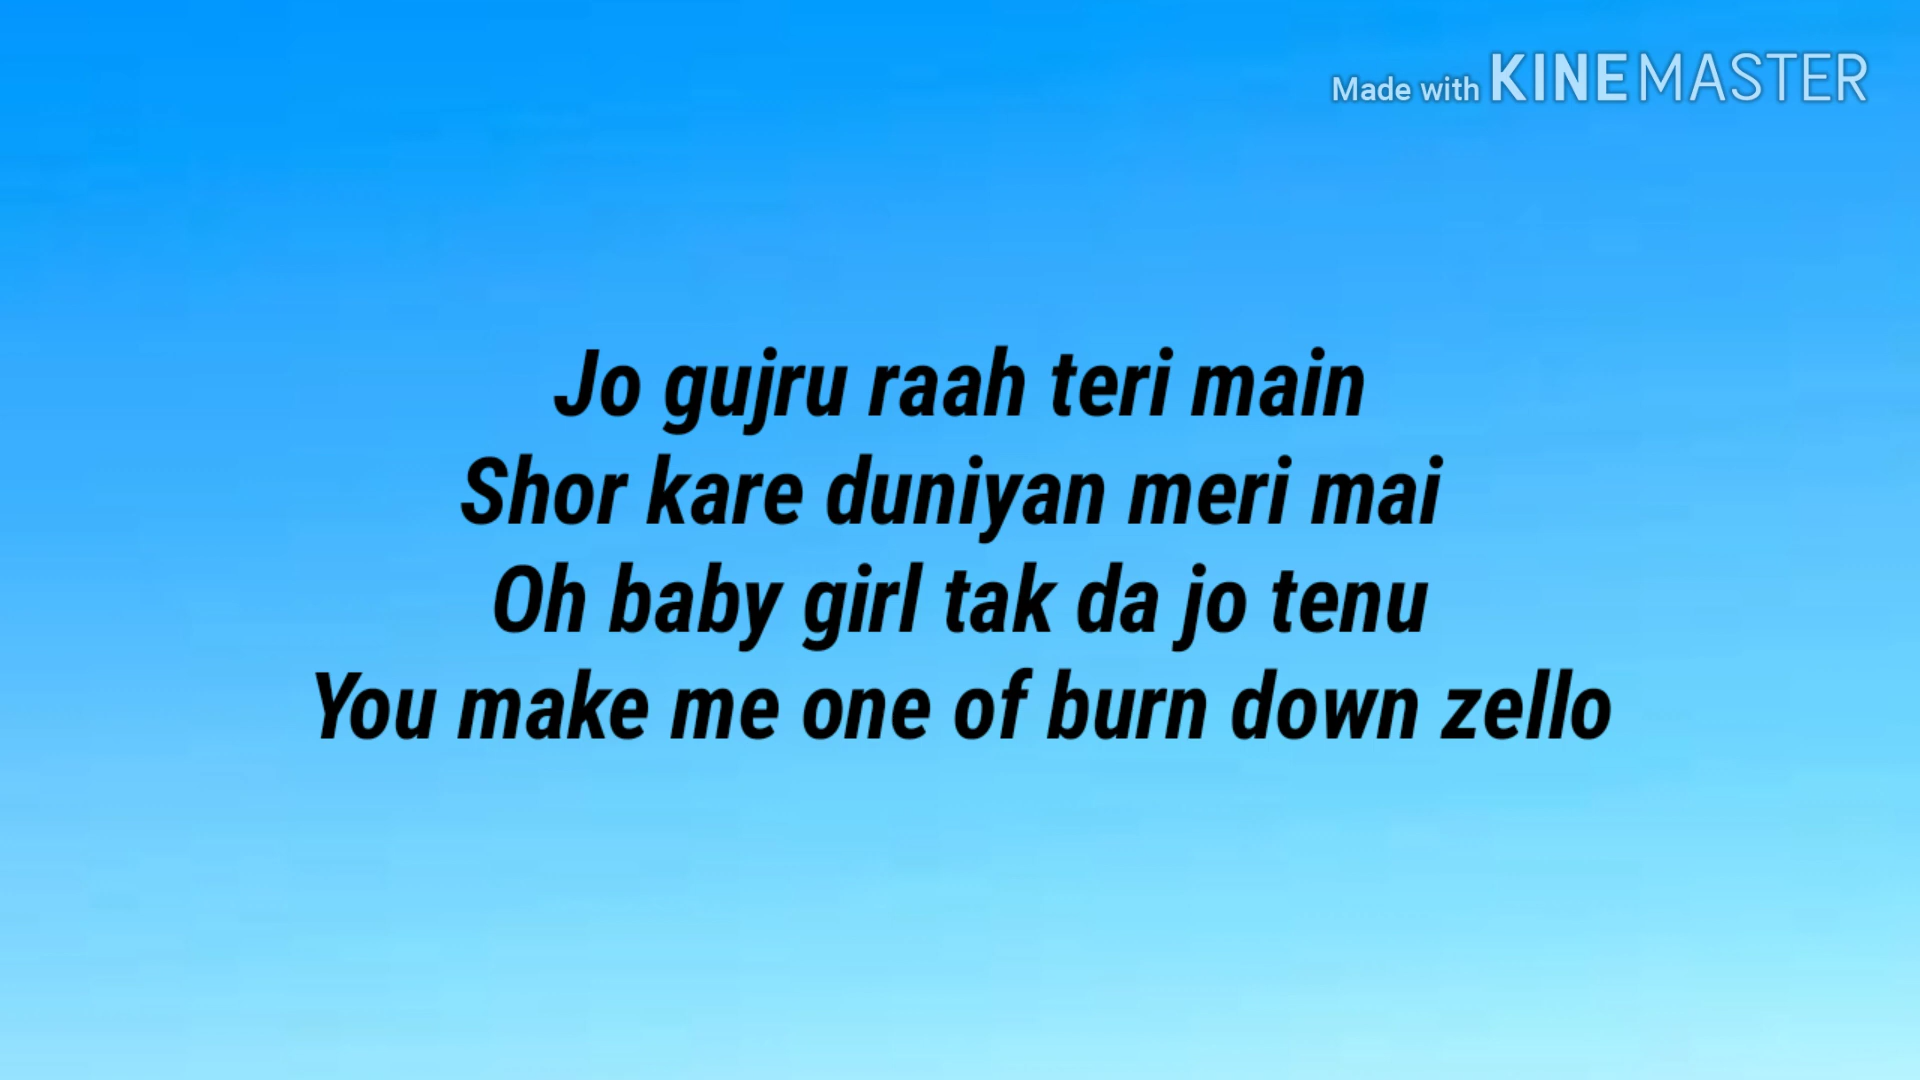 Made with KINEMASTER
Jo gujru raah teri main
Shor kare duniyan meri mai
Oh baby girl tak da jo tenu
You make me one of burn down zello